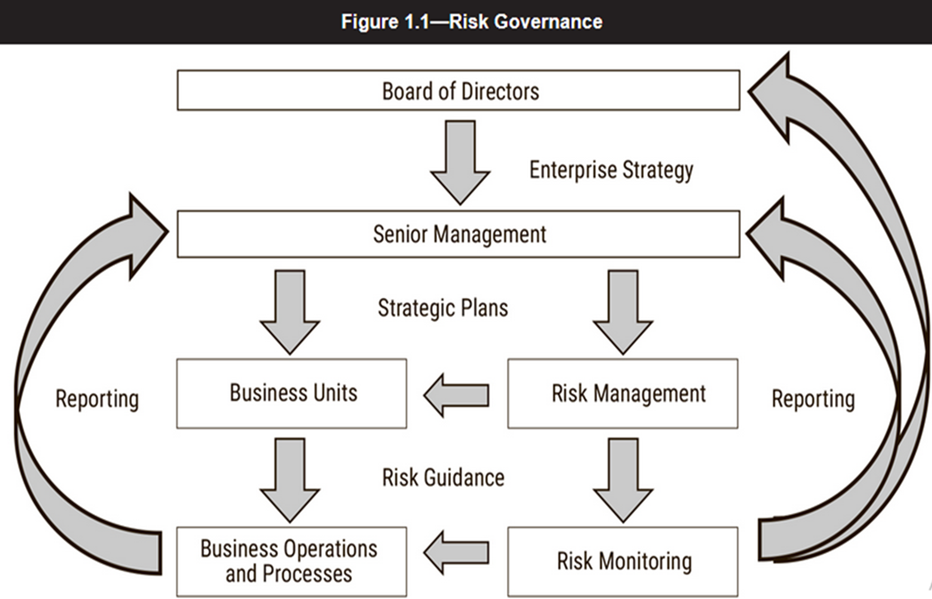 Figure 1.1—Risk Governance
Board of Directors
Enterprise Strategy
Senior Management
Strategic Plans
Business Units
Risk Management
Reporting
Reporting
Risk Guidance
Business Operations
and Processes
Risk Monitoring